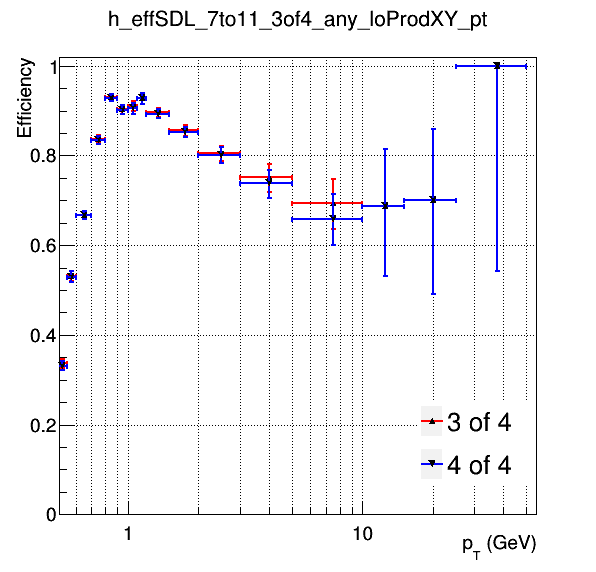 h_effSDL_7to11_3of4_any_loProdXY_pt
Efficiency
1
0.8
0.6
0.4
0.2
0
3 of 4
4 of 4
1
10
p_T (GeV)